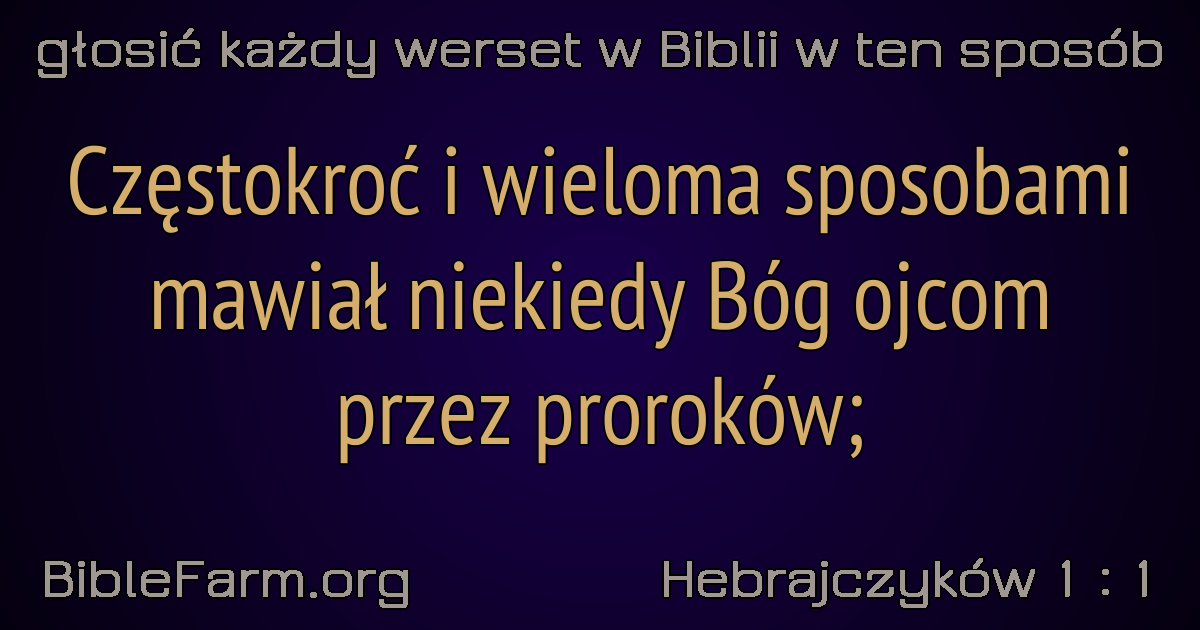 głosić każdy werset w Biblii w ten sposób
Częstokroć i wieloma sposobami
mawiał niekiedy Bóg ojcom
przez proroków;
BibleFarm.org
Hebrajczyków 1 : 1